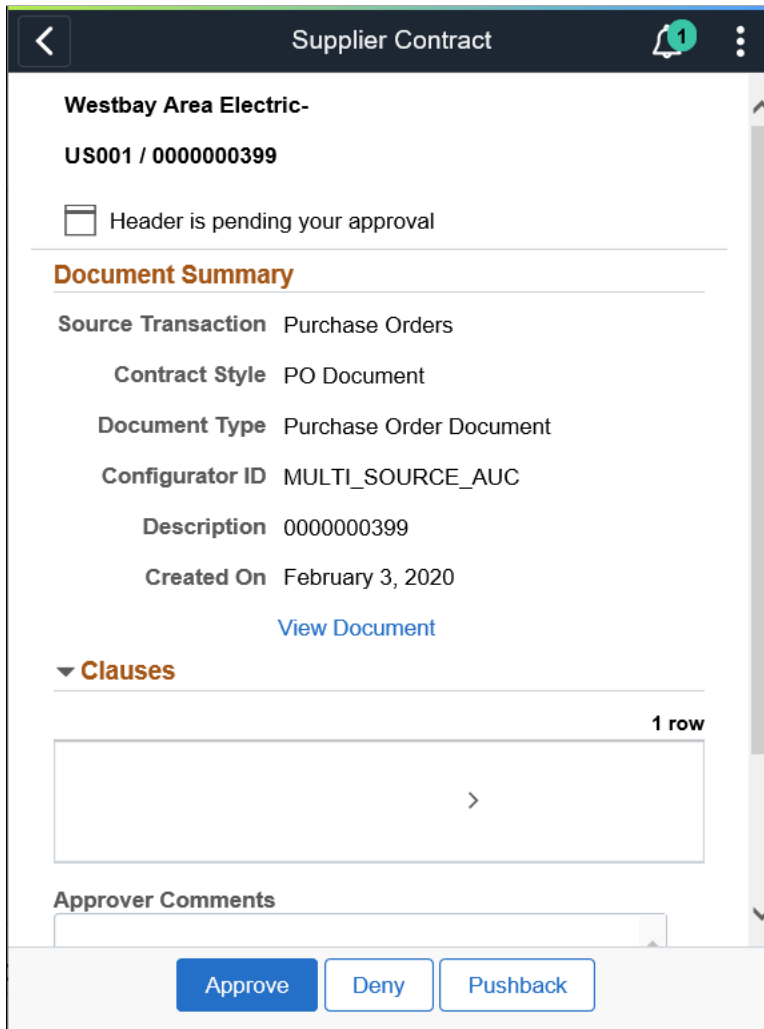 Supplier Contract
1
Westbay Area Electric-
US001 / 0000000399
Header is pending your approval
Document Summary
Source Transaction Purchase Orders
Contract Style PO Document
Document Type Purchase Order Document
Configurator ID MULTI_SOURCE_AUC
Description 0000000399
Created On February 3, 2020
View Document
Clauses
1 row
Approver Comments
Approve Deny Pushback